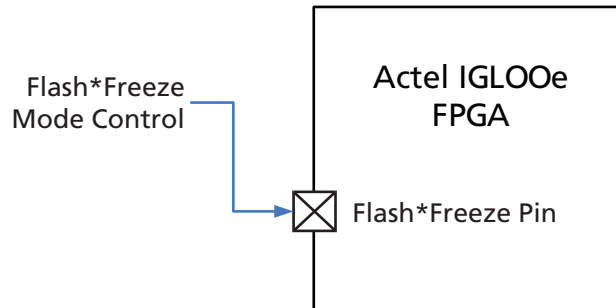 Actel IGLOOe
FPGA
Flash*Freeze
Mode Control
Flash*Freeze Pin